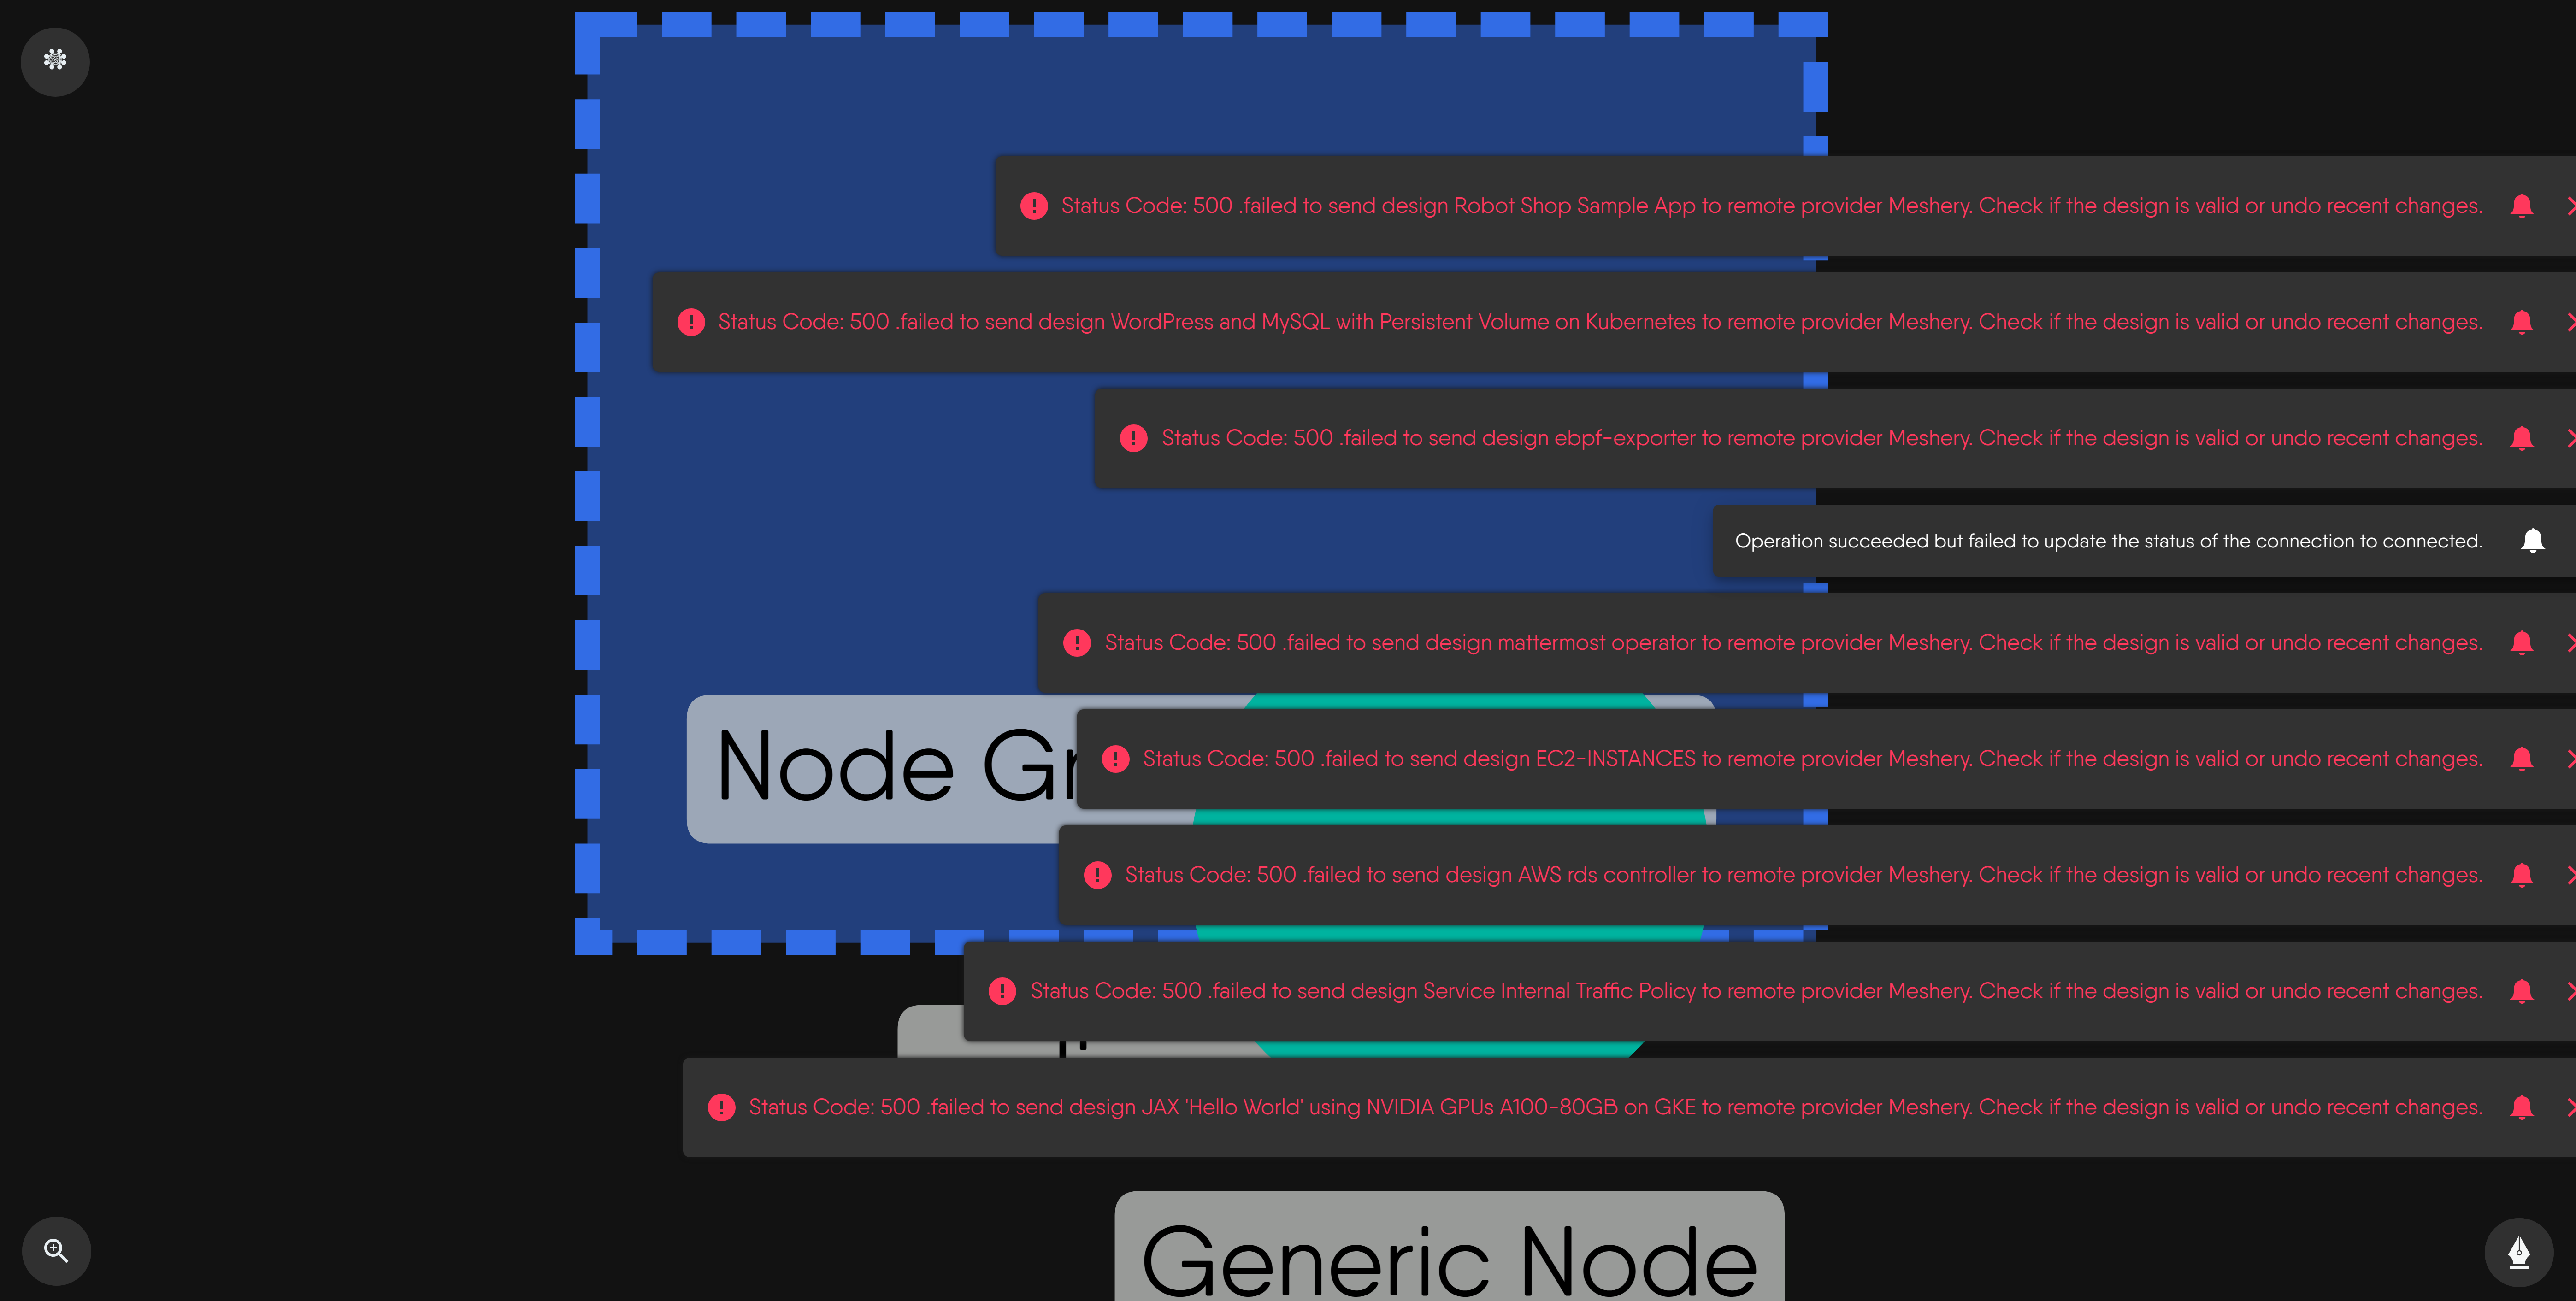 Status Code: 500 .failed to send design Robot Shop Sample App to remote provider Meshery. Check if the design is valid or undo recent changes.
Status Code: 500 .failed to send design WordPress and MySQL with Persistent Volume on Kubernetes to remote provider Meshery. Check if the design is valid or undo recent changes.
Status Code: 500 .failed to send design ebpf-exporter to remote provider Meshery. Check if the design is valid or undo recent changes.
Operation succeeded but failed to update the status of the connection to connected.
Status Code: 500 .failed to send design mattermost operator to remote provider Meshery. Check if the design is valid or undo recent changes.
Node
Status Code: 500 .failed to send design EC2-INSTANCES to remote provider Meshery. Check if the design is valid or undo recent changes.
Status Code: 500 .failed to send design AWS rds controller to remote provider Meshery. Check if the design is valid or undo recent changes.
Status Code: 500 .failed to send design Service Internal Traffic Policy to remote provider Meshery. Check if the design is valid or undo recent changes.
Status Code: 500 .failed to send design JAX 'Hello World' using NVIDIA GPUs A100-80GB on GKE to remote provider Meshery. Check if the design is valid or undo recent changes.
Generic Node